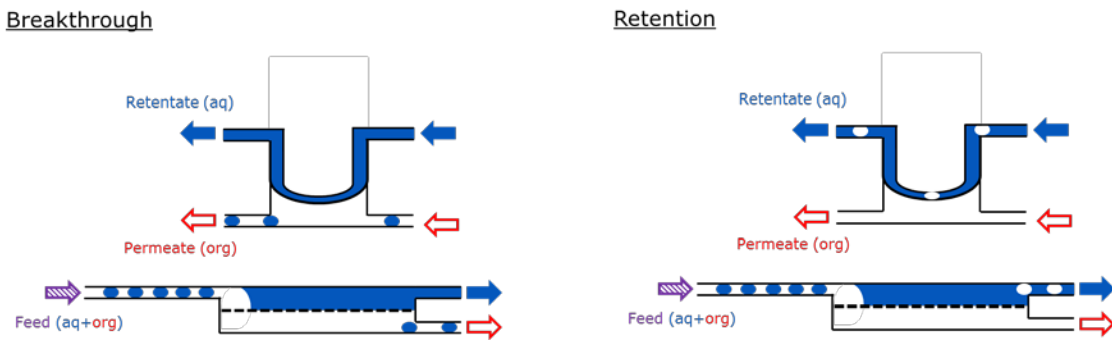 Breakthrough
Retention
Retentate (aq)
Retentate (aq)
Permeate (org)
Permeate (org)
Feed (aq+org)
Feed (aq+org)